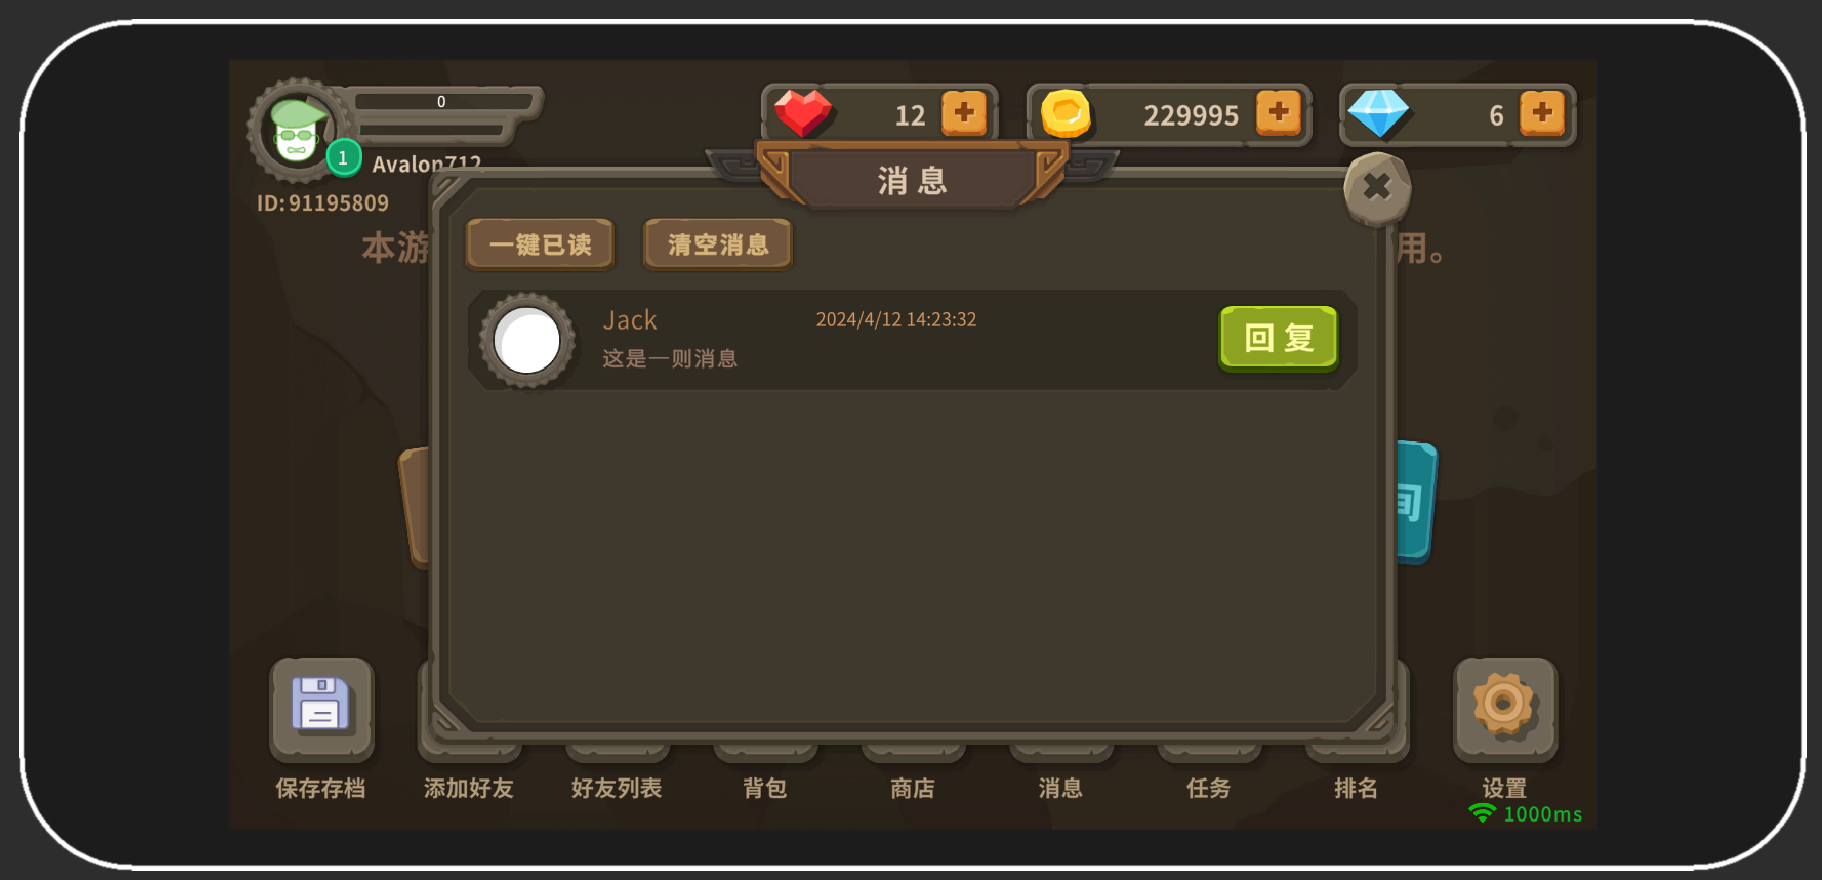 0
12
229995
6
1
Avalon712
ID: 91195809
消息
本游
用。
一键已读
清空消息
Jack
2024/4/12 14:23:32
这是一则消息
回复
保存存档
添加好友
好友列表
背包
商店
消息
任务
排名
设置
1000ms